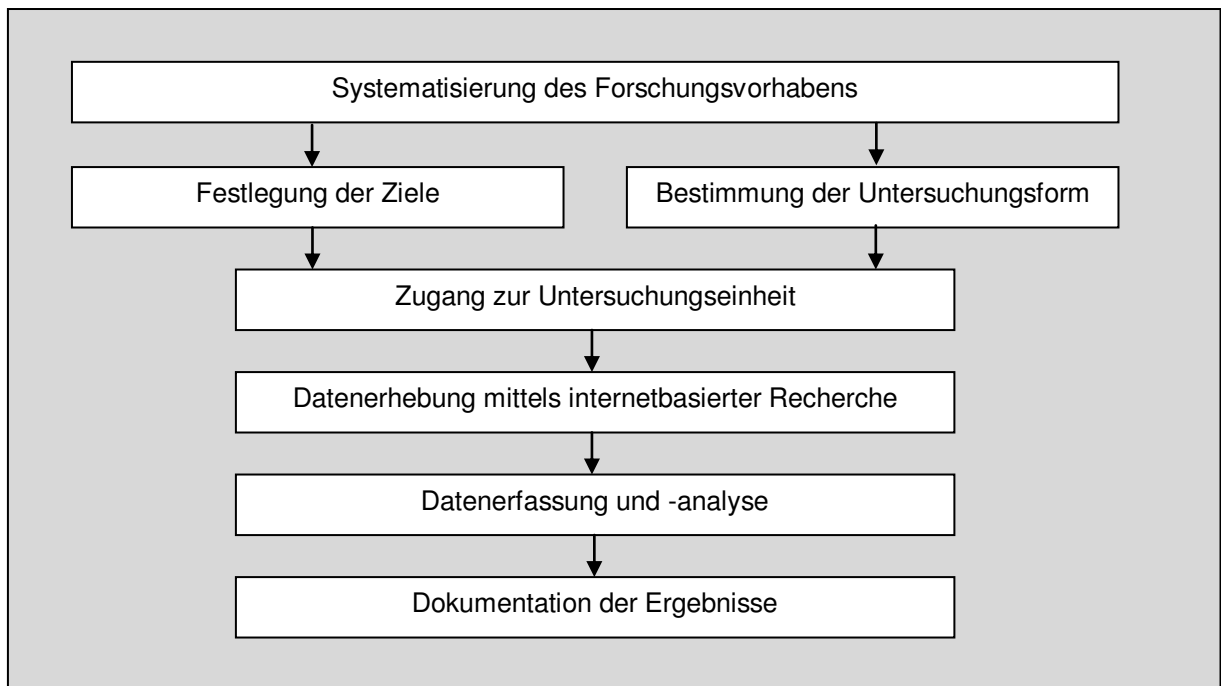 Systematisierung des Forschungsvorhabens
Festlegung der Ziele
Bestimmung der Untersuchungsform
Zugang zur Untersuchungseinheit
Datenerhebung mittels internetbasierter Recherche
Datenerfassung und -analyse
Dokumentation der Ergebnisse